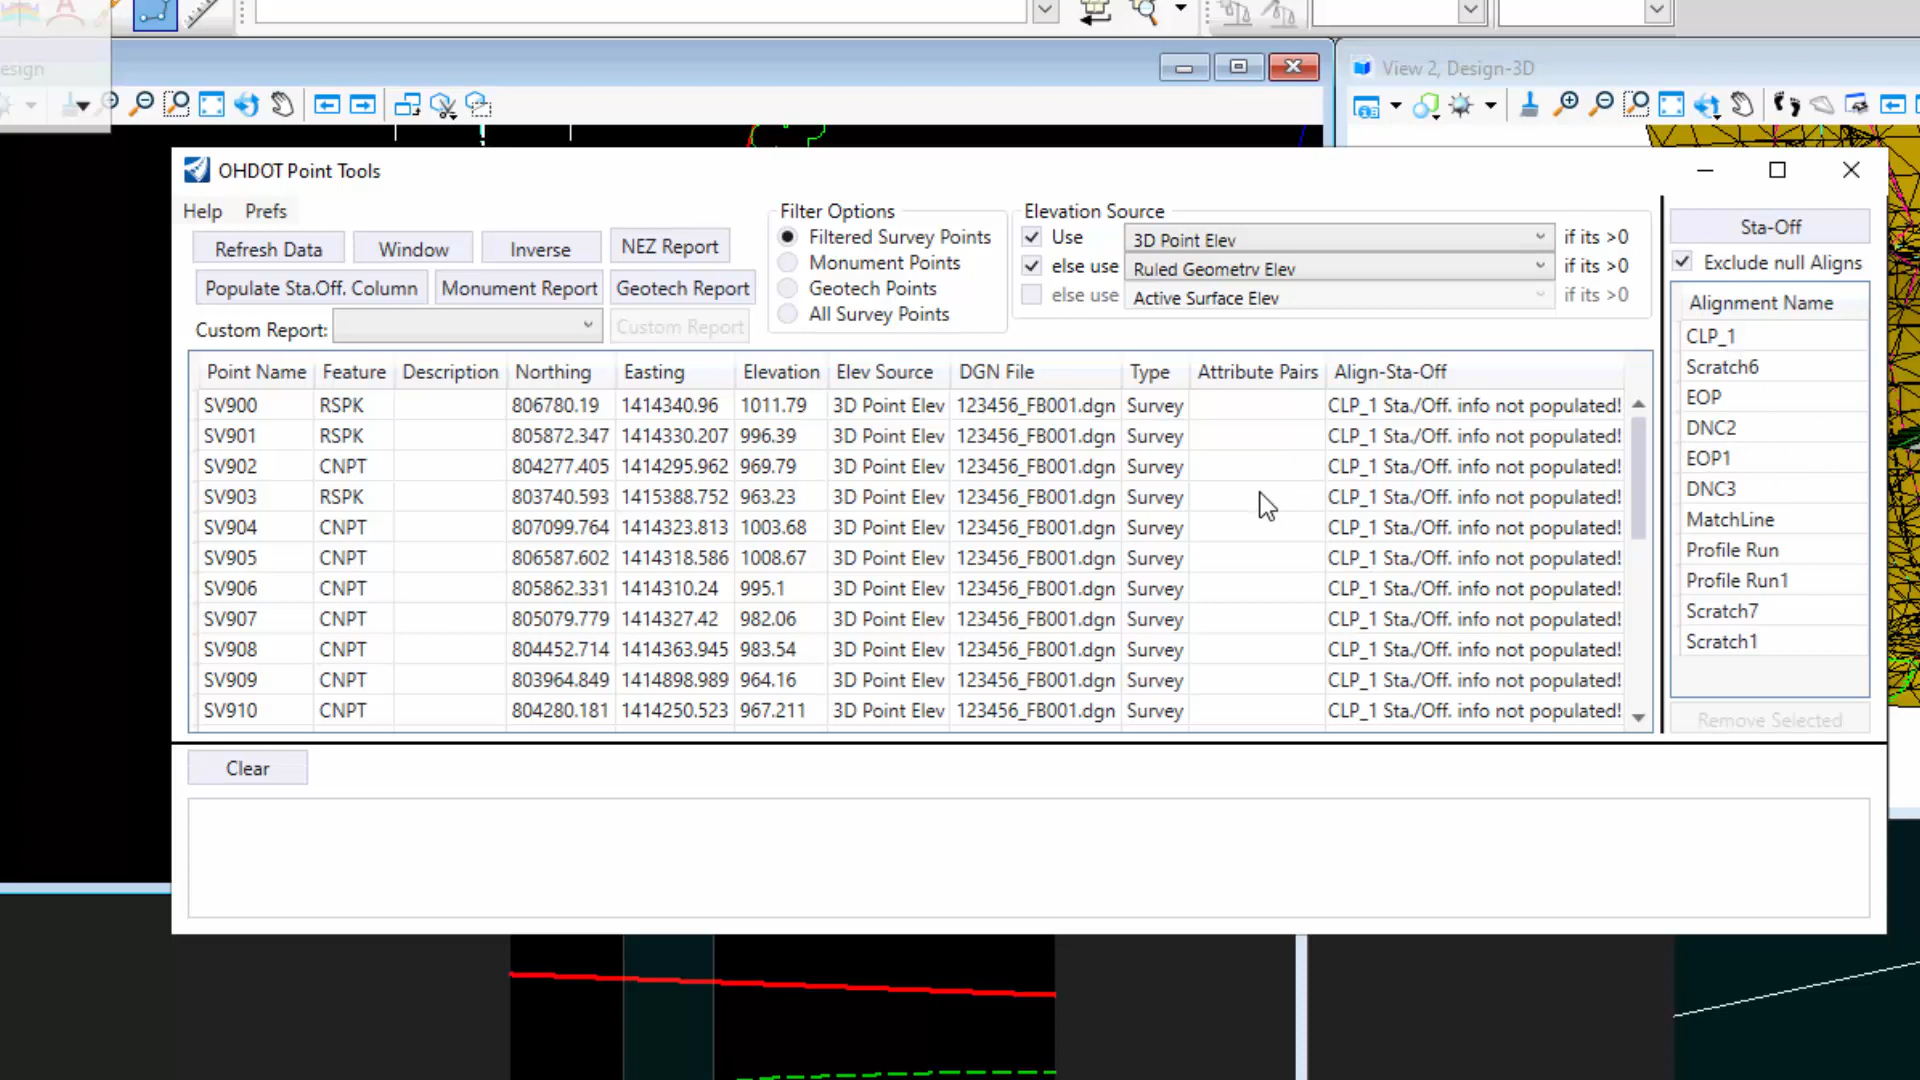 esign
View 2, Design-3D
OHDOT Point Tools
Help Prefs
Refresh Data Window Inverse NEZ Report
Populate Sta.Off. Column Monument Report Geotech Report
Custom Report: Custom Report
Filter Options
Filtered Survey Points
Monument Points
Geotech Points
All Survey Points
Elevation Source
Use 3D Point Elev if its >0
else use Ruled Geometry Elev if its >0
else use Active Surface Elev if its >0
Sta-Off
Exclude null Aligns
Alignment Name
CLP_1
Scratch6
EOP
DNC2
EOP1
DNC3
MatchLine
Profile Run
Profile Run1
Scratch7
Scratch1
Remove Selected
Point Name Feature Description Northing Easting Elevation Elev Source DGN File Type Attribute Pairs Align-Sta-Off
SV900 RSPK 806780.19 1414340.96 1011.79 3D Point Elev 123456_FB001.dgn Survey CLP_1 Sta./Off. info not populated!
SV901 RSPK 805872.347 1414330.207 996.39 3D Point Elev 123456_FB001.dgn Survey CLP_1 Sta./Off. info not populated!
SV902 CNPT 804277.405 1414295.962 969.79 3D Point Elev 123456_FB001.dgn Survey CLP_1 Sta./Off. info not populated!
SV903 RSPK 803740.593 1415388.752 963.23 3D Point Elev 123456_FB001.dgn Survey CLP_1 Sta./Off. info not populated!
SV904 CNPT 807099.764 1414323.813 1003.68 3D Point Elev 123456_FB001.dgn Survey CLP_1 Sta./Off. info not populated!
SV905 CNPT 806587.602 1414318.586 1008.67 3D Point Elev 123456_FB001.dgn Survey CLP_1 Sta./Off. info not populated!
SV906 CNPT 805862.331 1414310.24 995.1 3D Point Elev 123456_FB001.dgn Survey CLP_1 Sta./Off. info not populated!
SV907 CNPT 805079.779 1414327.42 982.06 3D Point Elev 123456_FB001.dgn Survey CLP_1 Sta./Off. info not populated!
SV908 CNPT 804452.714 1414363.945 983.54 3D Point Elev 123456_FB001.dgn Survey CLP_1 Sta./Off. info not populated!
SV909 CNPT 803964.849 1414898.989 964.16 3D Point Elev 123456_FB001.dgn Survey CLP_1 Sta./Off. info not populated!
SV910 CNPT 804280.181 1414250.523 967.211 3D Point Elev 123456_FB001.dgn Survey CLP_1 Sta./Off. info not populated!
Clear